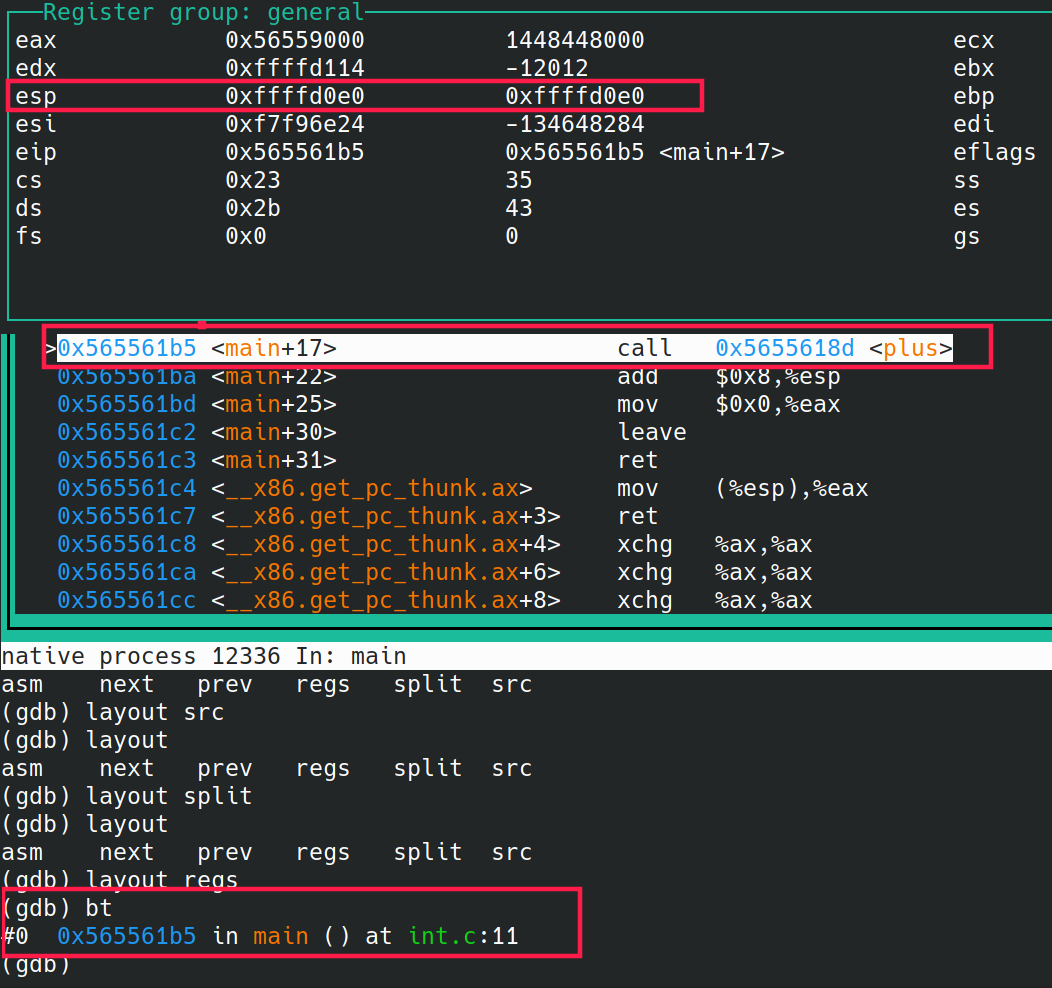 Register group: general
eax 0x56559000 1448448000 ecx
edx 0xffffd114 -12012 ebx
esp 0xffffd0e0 0xffffd0e0 ebp
esi 0xf7f96e24 -134648284 edi
eip 0x565561b5 0x565561b5 <main+17> eflags
cs 0x23 35 ss
ds 0x2b 43 es
fs 0x0 0 gs
>0x565561b5 <main+17> call 0x5655618d <plus>
0x565561ba <main+22> add $0x8,%esp
0x565561bd <main+25> mov $0x0,%eax
0x565561c2 <main+30> leave
0x565561c3 <main+31> ret
0x565561c4 <__x86.get_pc_thunk.ax> mov (%esp),%eax
0x565561c7 <__x86.get_pc_thunk.ax+3> ret
0x565561c8 <__x86.get_pc_thunk.ax+4> xchg %ax,%ax
0x565561ca <__x86.get_pc_thunk.ax+6> xchg %ax,%ax
0x565561cc <__x86.get_pc_thunk.ax+8> xchg %ax,%ax
native process 12336 In: main
asm next prev regs split src
(gdb) layout src
(gdb) layout
asm next prev regs split src
(gdb) layout split
(gdb) layout
asm next prev regs split src
(gdb) layout regs
(gdb) bt
#0 0x565561b5 in main () at int.c:11
(gdb)